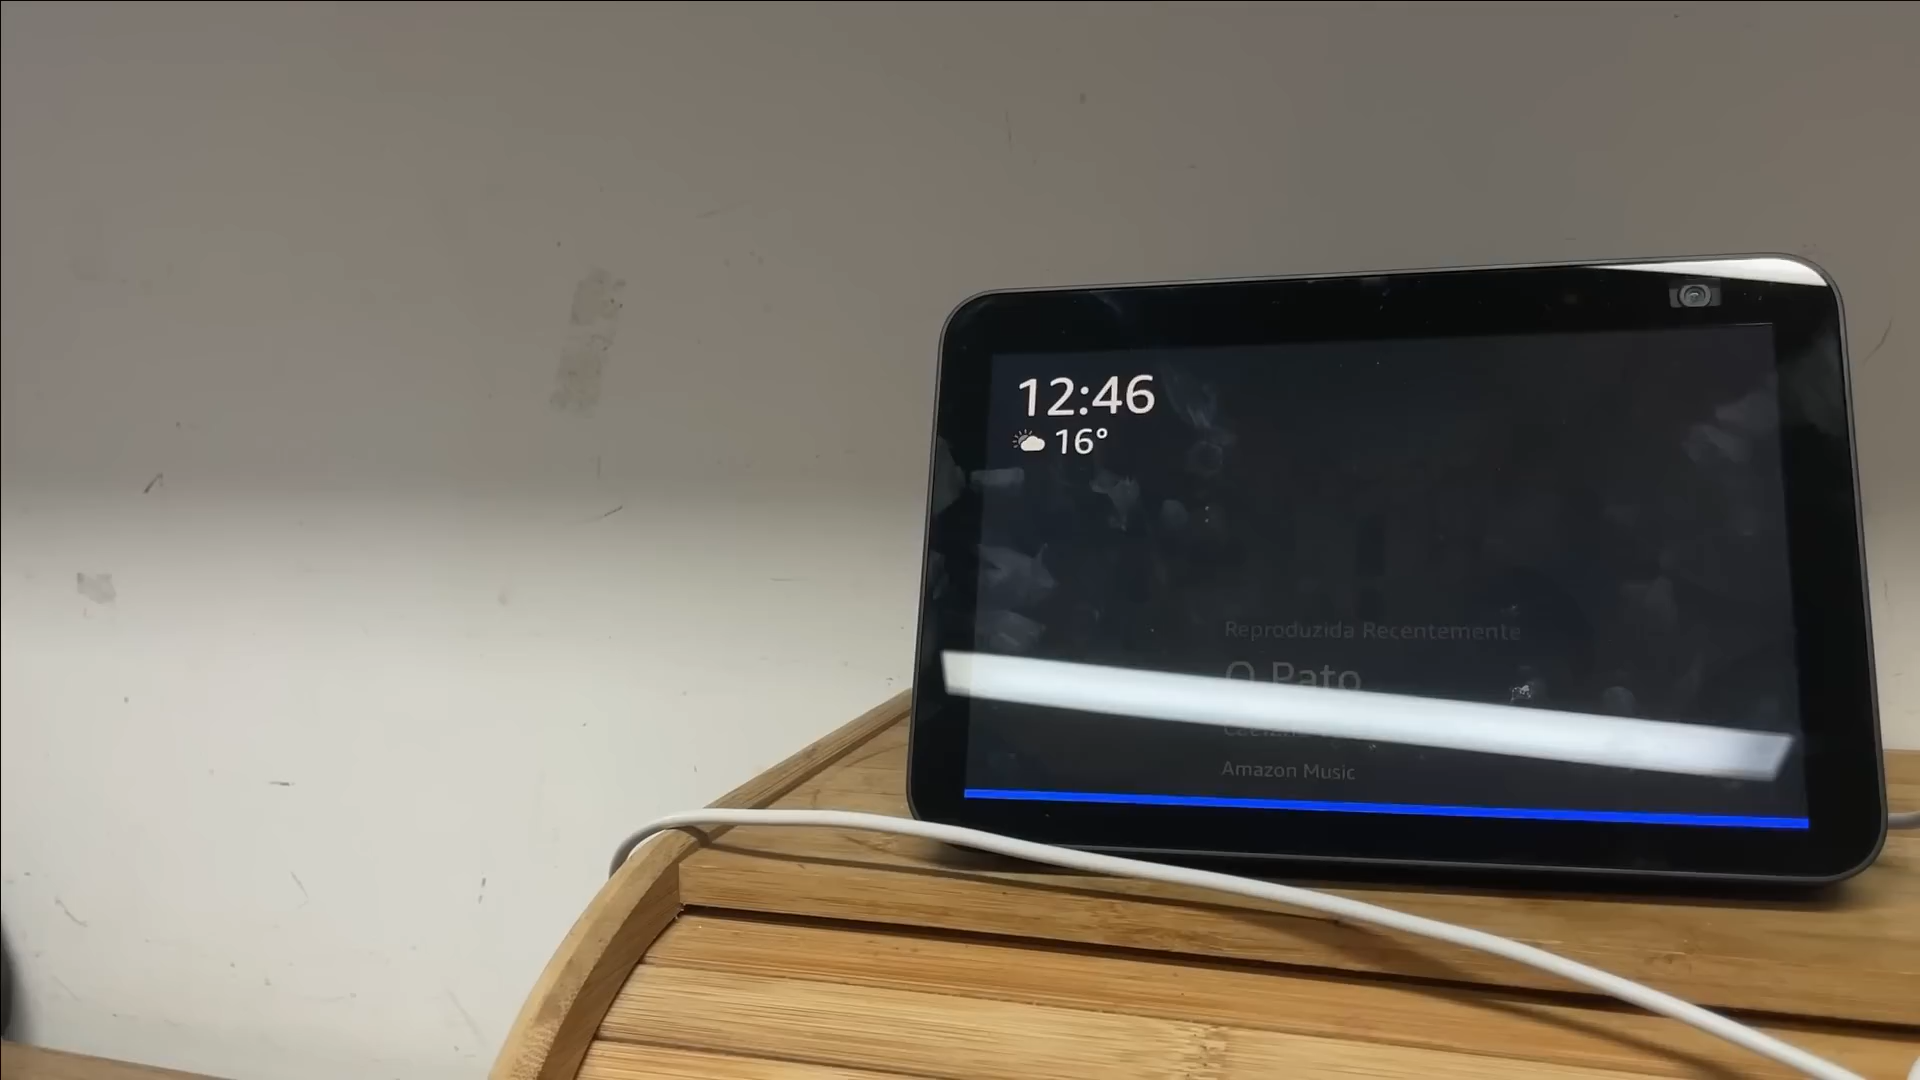 12:46
16°
Reproduzida Recentemente
O Pato
Amazon Music